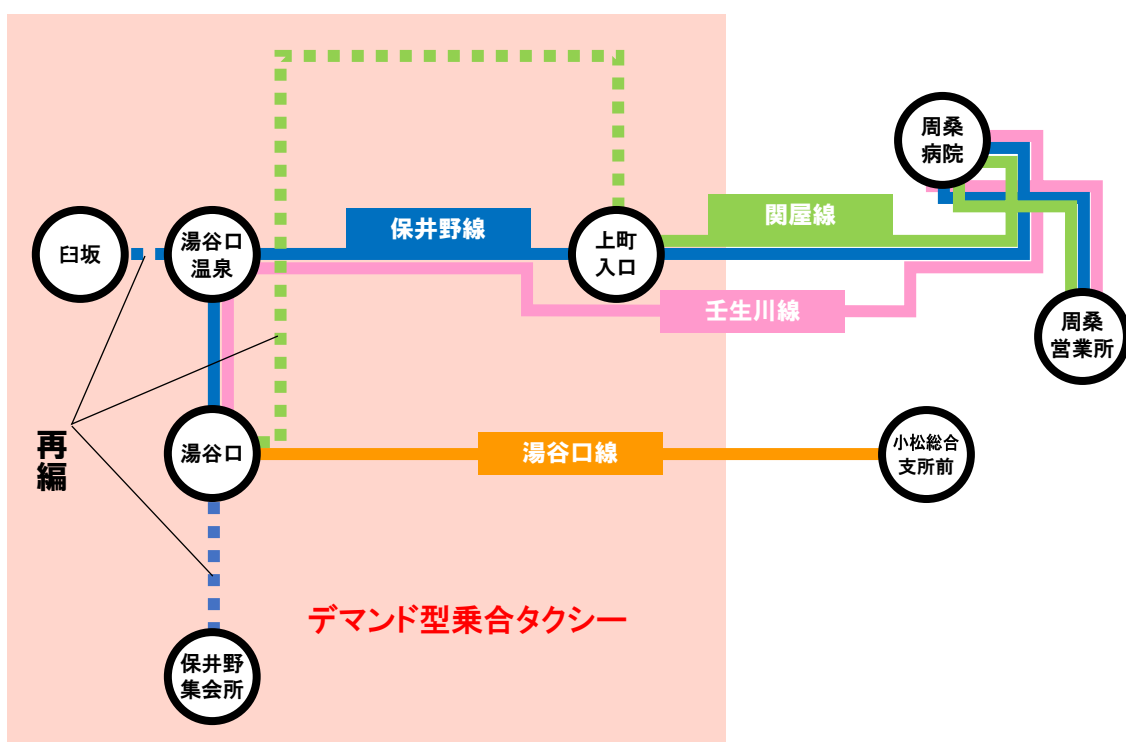 周桑
病院
関屋線
保井野線
臼坂
湯谷口
温泉
上町
入口
壬生川線
周桑
営業所
再
編
湯谷口
湯谷口線
小松総合
支所前
デマンド型乗合タクシー
保井野
集会所